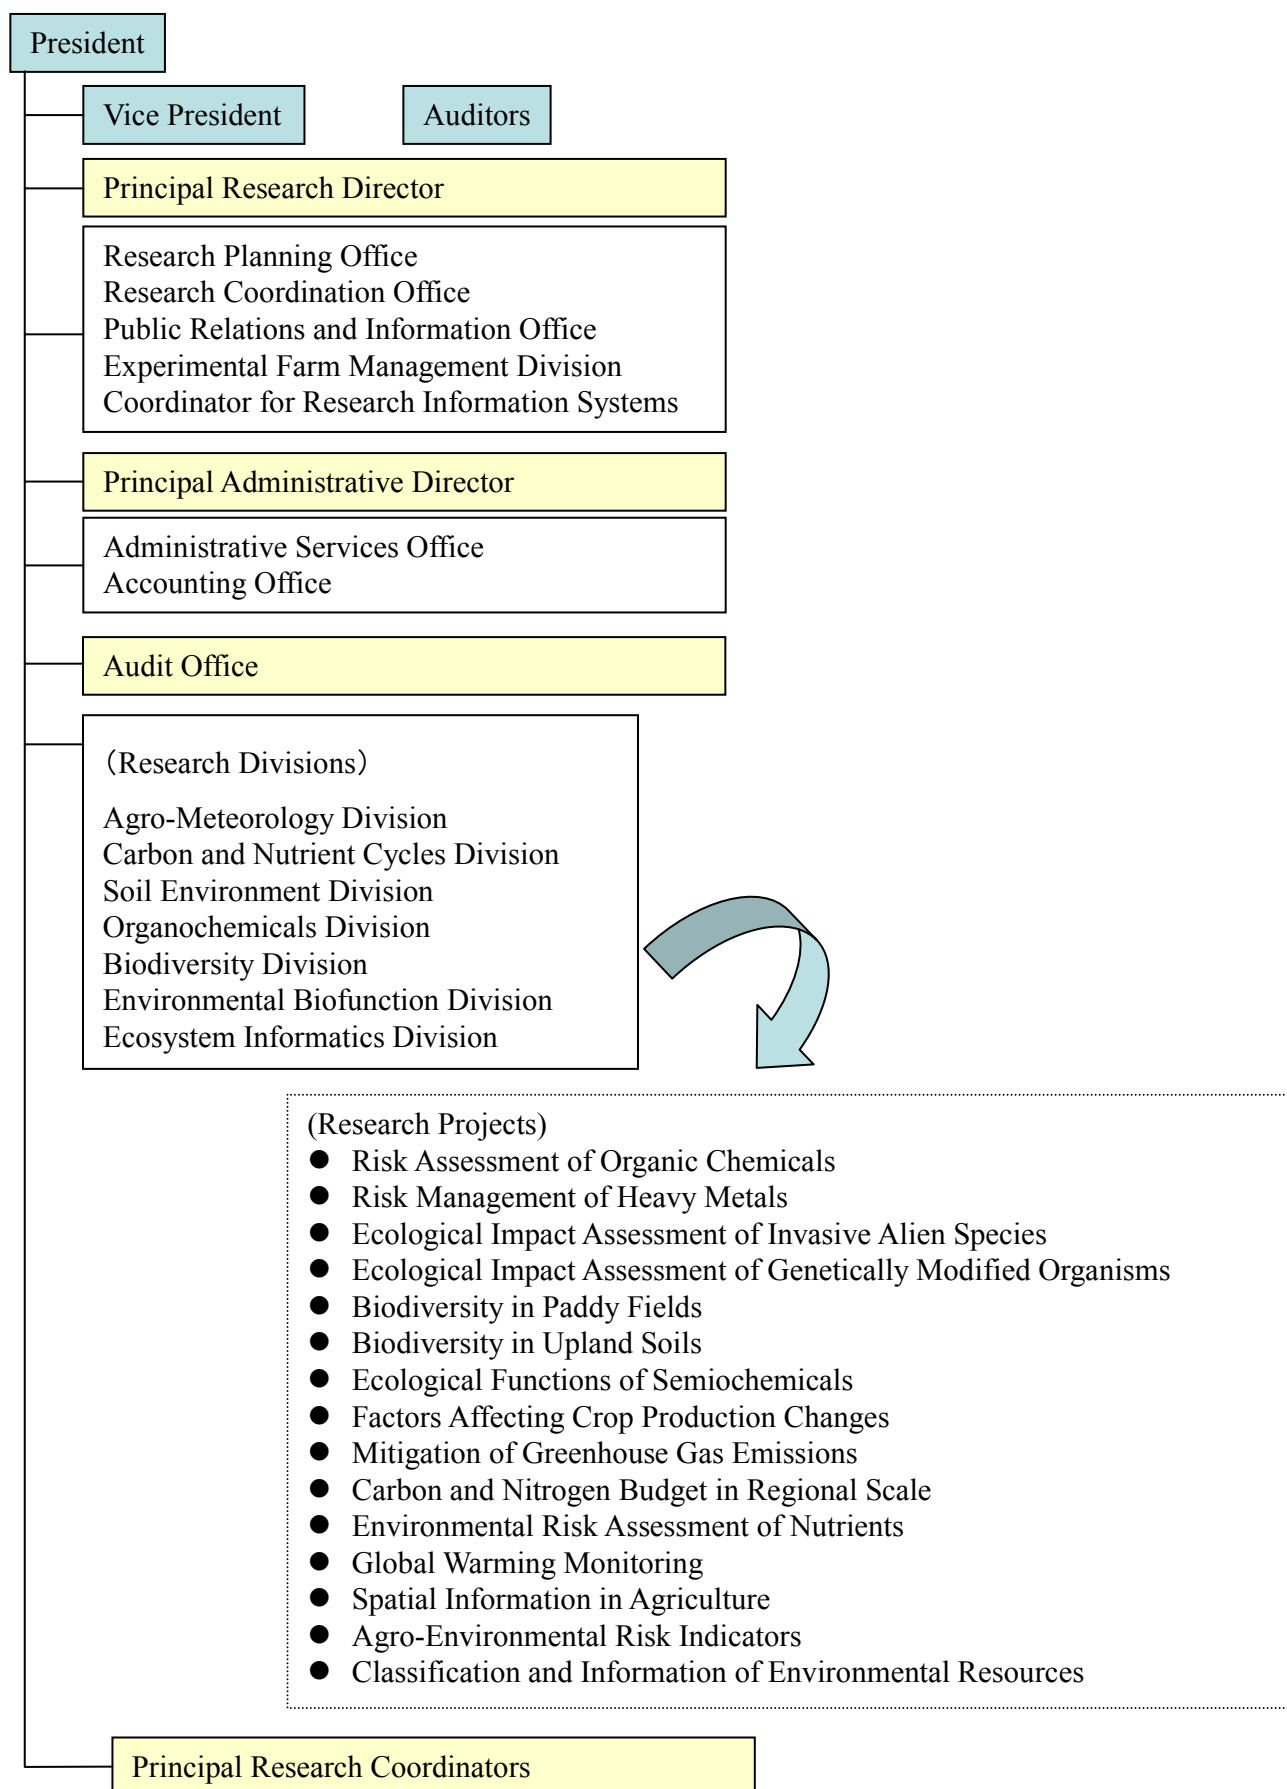 President
Vice President
Auditors
Principal Research Director
Research Planning Office
Research Coordination Office
Public Relations and Information Office
Experimental Farm Management Division
Coordinator for Research Information Systems
Principal Administrative Director
Administrative Services Office
Accounting Office
Audit Office
（Research Divisions）
Agro-Meteorology Division
Carbon and Nutrient Cycles Division
Soil Environment Division
Organochemicals Division
Biodiversity Division
Environmental Biofunction Division
Ecosystem Informatics Division
(Research Projects)
● Risk Assessment of Organic Chemicals
● Risk Management of Heavy Metals
● Ecological Impact Assessment of Invasive Alien Species
● Ecological Impact Assessment of Genetically Modified Organisms
● Biodiversity in Paddy Fields
● Biodiversity in Upland Soils
● Ecological Functions of Semiochemicals
● Factors Affecting Crop Production Changes
● Mitigation of Greenhouse Gas Emissions
● Carbon and Nitrogen Budget in Regional Scale
● Environmental Risk Assessment of Nutrients
● Global Warming Monitoring
● Spatial Information in Agriculture
● Agro-Environmental Risk Indicators
● Classification and Information of Environmental Resources
Principal Research Coordinators